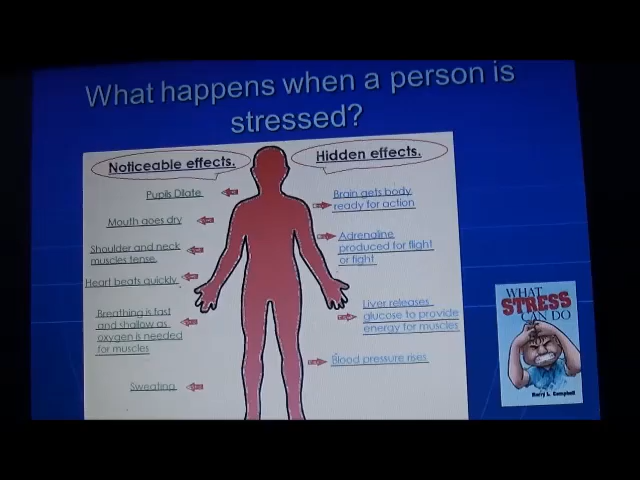 What happens when a person is
stressed?
Noticeable effects.
Hidden effects.
Pupils Dilate
Mouth goes dry
Shoulder and neck
muscles tense.
Heart beats quickly
Breathing is fast
and shallow as
oxygen is needed
for muscles
Sweating
Brain gets body
ready for action
Adrenaline
produced for flight
or fight
Liver releases
glucose to provide
energy for muscles
Blood pressure rises
WHAT
STRESS
CAN DO
Barry L. Campbell